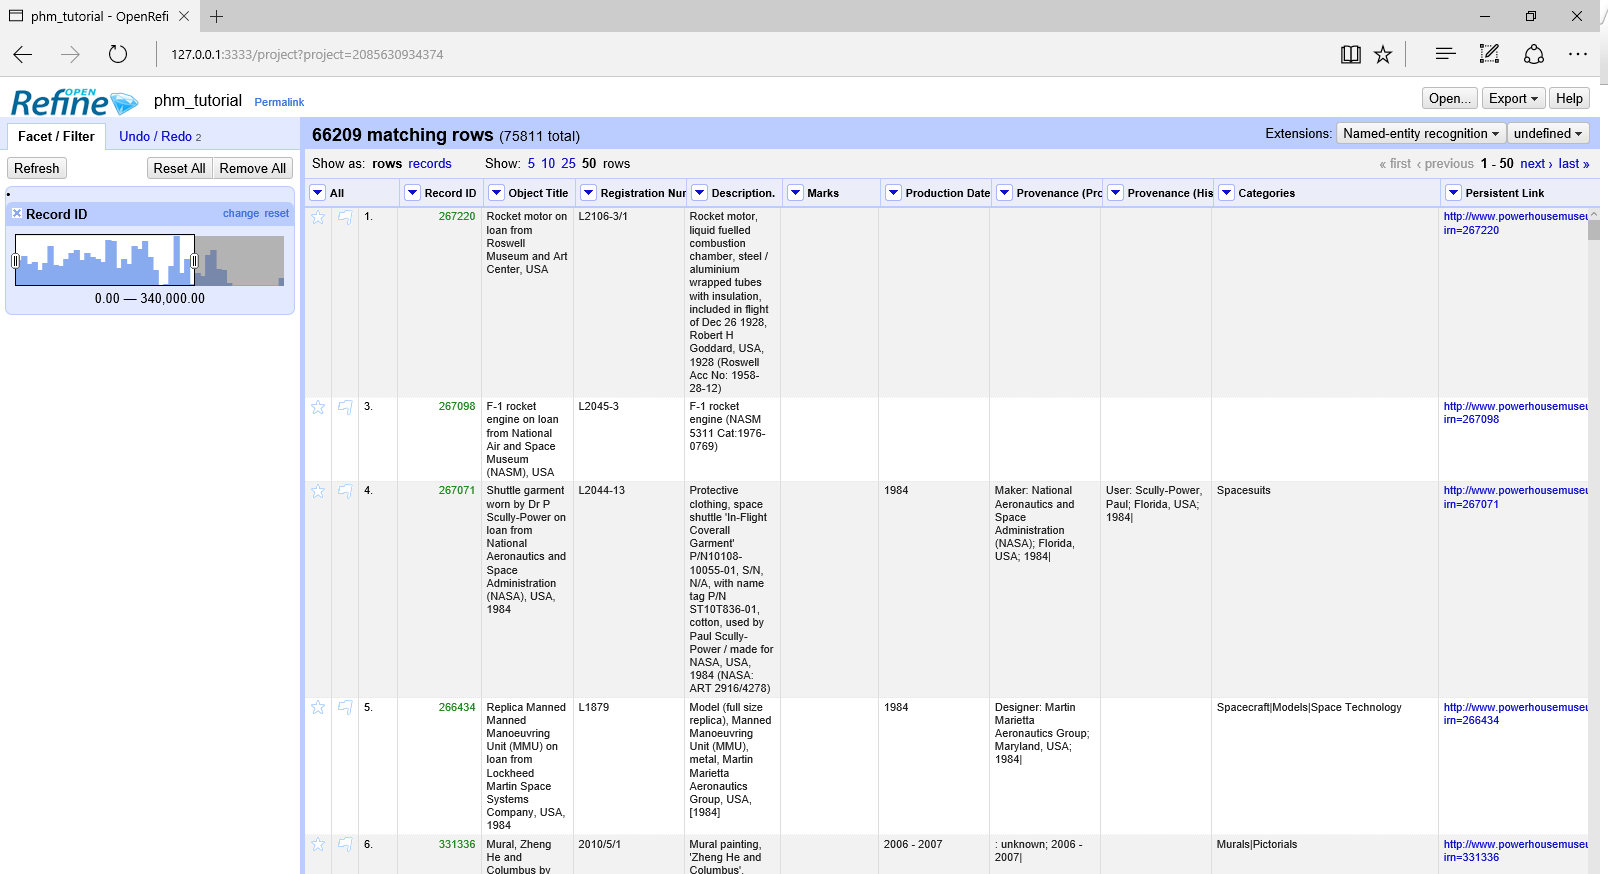 phm_tutorial - OpenRefi
127.0.0.1:3333/project?project=2085630934374
OPEN
Refine
phm_tutorial Permalink
Open... Export Help
Facet / Filter Undo / Redo 2
66209 matching rows (75811 total)
Extensions: Named-entity recognition undefined
Refresh Reset All Remove All
Show as: rows records Show: 5 10 25 50 rows
« first ‹ previous 1 - 50 next › last »
Record ID change reset
0.00 — 340,000.00
All Record ID Object Title Registration Nur Description. Marks Production Date Provenance (Pro Provenance (His Categories Persistent Link
1.
267220
Rocket motor on
loan from
Roswell
Museum and Art
Center, USA
L2106-3/1
Rocket motor,
liquid fuelled
combustion
chamber, steel /
aluminium
wrapped tubes
with insulation,
included in flight
of Dec 26 1928,
Robert H
Goddard, USA,
1928 (Roswell
Acc No: 1958-
28-12)
http://www.powerhousemuseu
irn=267220
3.
267098
F-1 rocket
engine on loan
from National
Air and Space
Museum
(NASM), USA
L2045-3
F-1 rocket
engine (NASM
5311 Cat:1976-
0769)
http://www.powerhousemuseu
irn=267098
4.
267071
Shuttle garment
worn by Dr P
Scully-Power on
loan from
National
Aeronautics and
Space
Administration
(NASA), USA,
1984
L2044-13
Protective
clothing, space
shuttle 'In-Flight
Coverall
Garment'
P/N10108-
10055-01, S/N,
N/A, with name
tag P/N
ST10T836-01,
cotton, used by
Paul Scully-
Power / made for
NASA, USA,
1984 (NASA:
ART 2916/4278)
1984
Maker: National
Aeronautics and
Space
Administration
(NASA); Florida,
USA; 1984|
User: Scully-Power,
Paul; Florida, USA;
1984|
Spacesuits
http://www.powerhousemuseu
irn=267071
5.
266434
Replica Manned
Manned
Manoeuvring
Unit (MMU) on
loan from
Lockheed
Martin Space
Systems
Company, USA,
1984
L1879
Model (full size
replica), Manned
Manoeuvring
Unit (MMU),
metal, Martin
Marietta
Aeronautics
Group, USA,
[1984]
1984
Designer: Martin
Marietta
Aeronautics Group;
Maryland, USA;
1984|
Spacecraft|Models|Space Technology
http://www.powerhousemuseu
irn=266434
6.
331336
Mural, Zheng
He and
Columbus by
2010/5/1
Mural painting,
'Zheng He and
Columbus',
2006 - 2007
: unknown; 2006 -
2007|
Murals|Pictorials
http://www.powerhousemuseu
irn=331336